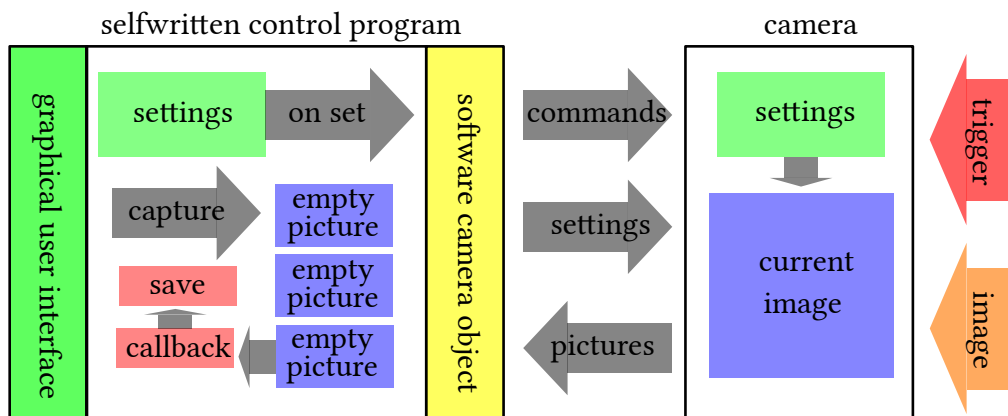 selfwritten control program
camera
graphical user interface
settings
on set
capture
empty
picture
empty
picture
save
empty
picture
callback
software camera object
commands
settings
pictures
settings
current
image
trigger
image